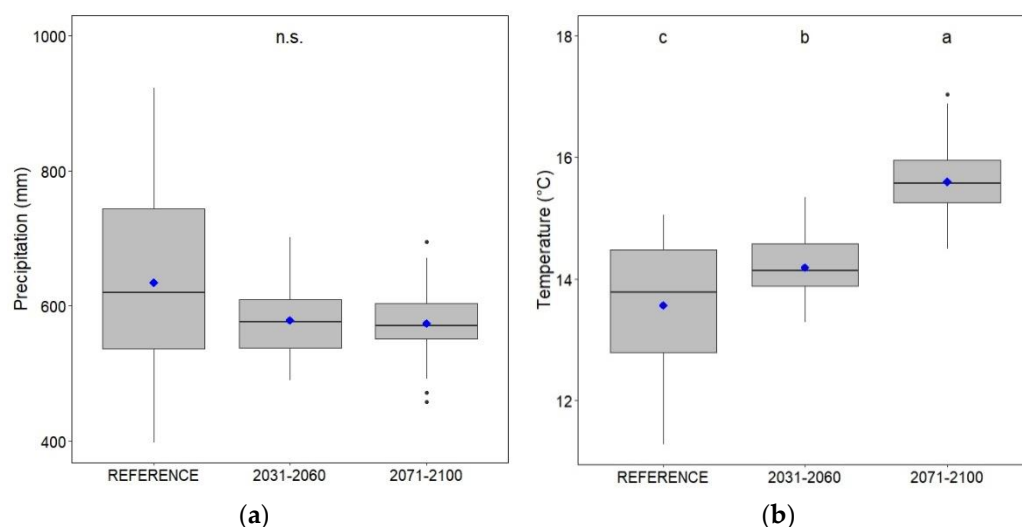 1000
800
600
400
Precipitation (mm)
n.s.
REFERENCE 2031-2060 2071-2100
(a)
18
16
14
12
Temperature (°C)
c b a
REFERENCE 2031-2060 2071-2100
(b)